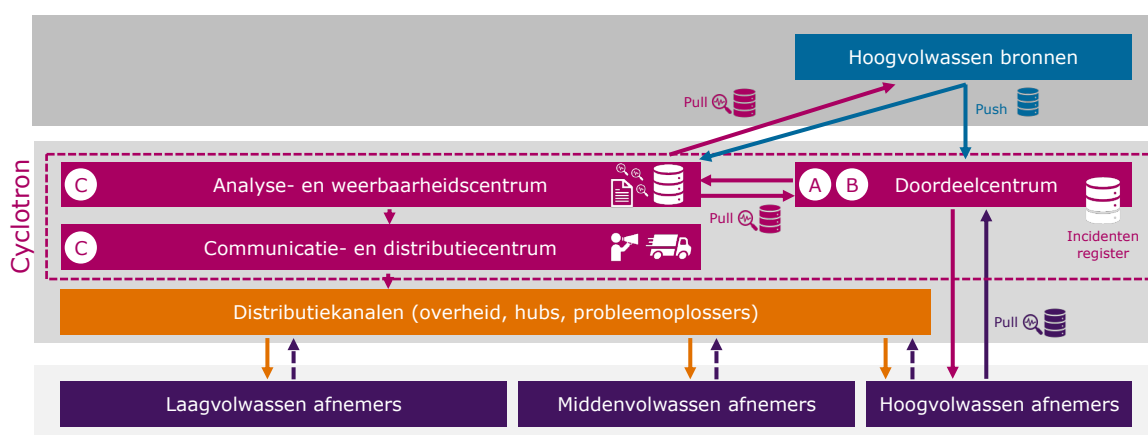 Hoogvolwassen bronnen
Pull
Push
Cyclotron
C
Analyse- en weerbaarheidscentrum
A
B
Doordeelcentrum
Pull
Incidenten
register
C
Communicatie- en distributiecentrum
Distributiekanalen (overheid, hubs, probleemoplossers)
Pull
Laagvolwassen afnemers
Middenvolwassen afnemers
Hoogvolwassen afnemers